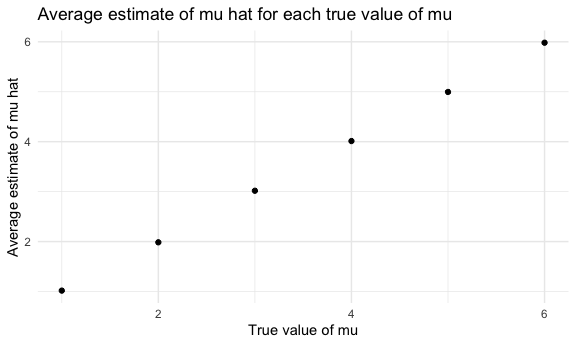 Average estimate of mu hat for each true value of mu
Average estimate of mu hat
6
4
2
2
4
6
True value of mu